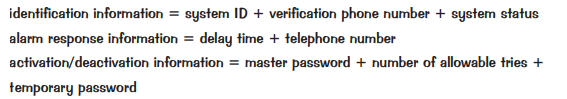 identification information = system ID + verification phone number + system status
alarm response information = delay time + telephone number
activation/deactivation information = master password + number of allowable tries +
temporary password